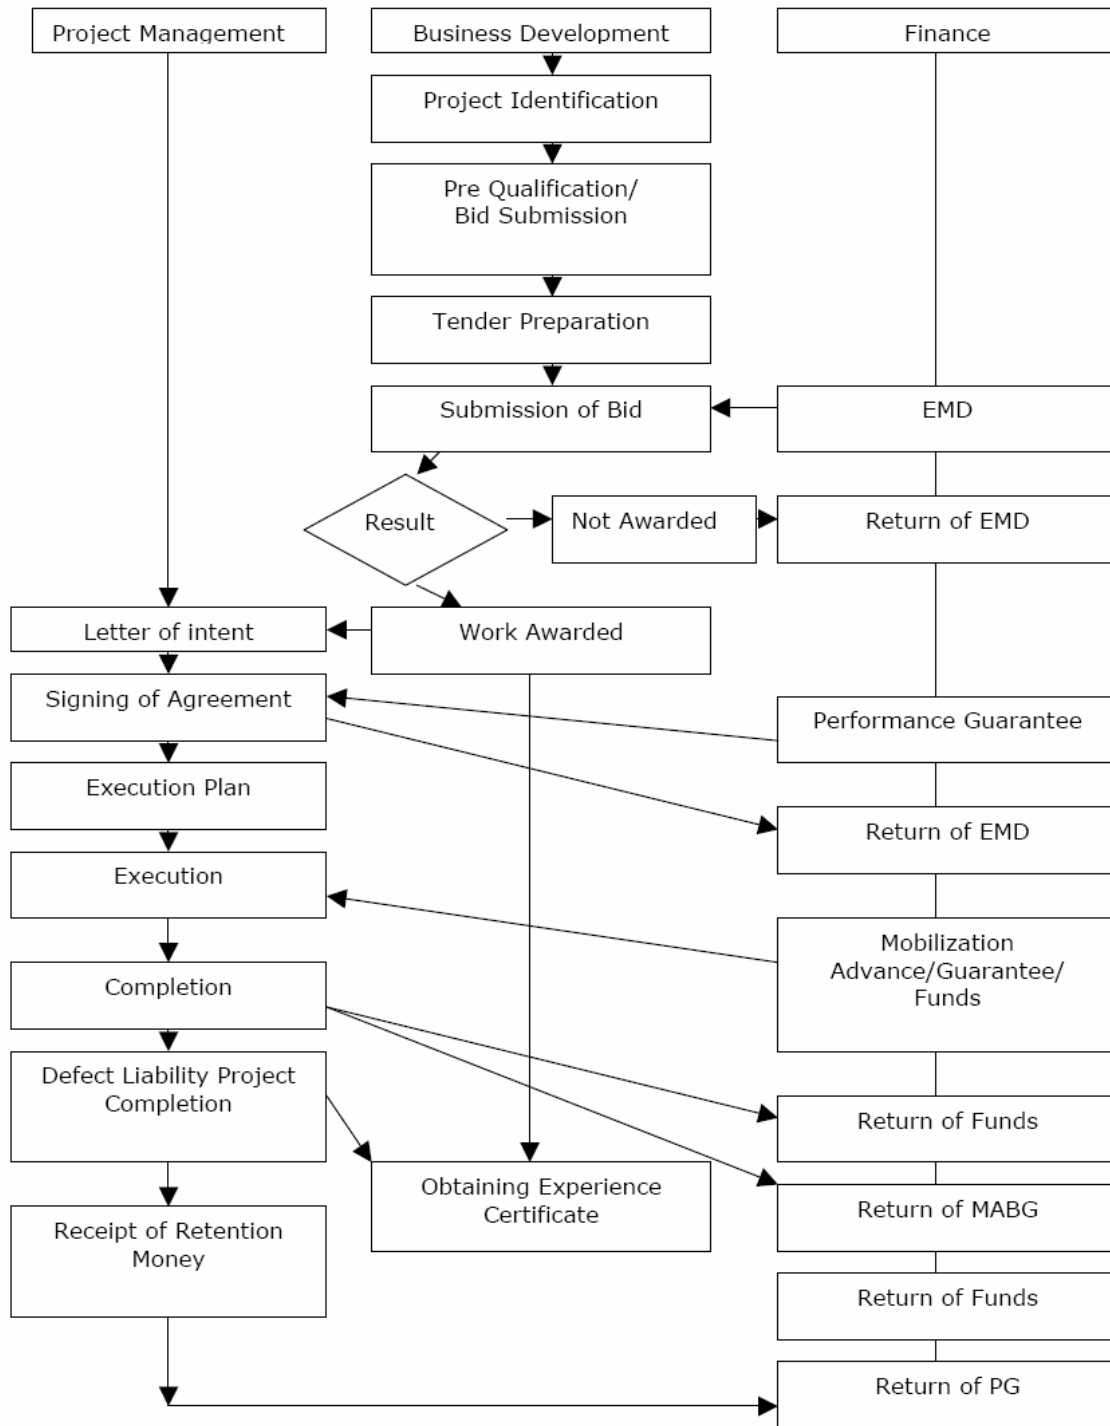 Project Management
Business Development
Finance
Project Identification
Pre Qualification/
Bid Submission
Tender Preparation
Submission of Bid
EMD
Result
Not Awarded
Return of EMD
Letter of intent
Work Awarded
Signing of Agreement
Performance Guarantee
Execution Plan
Return of EMD
Execution
Mobilization
Advance/Guarantee/
Funds
Completion
Defect Liability Project
Completion
Return of Funds
Obtaining Experience
Certificate
Return of MABG
Receipt of Retention
Money
Return of Funds
Return of PG